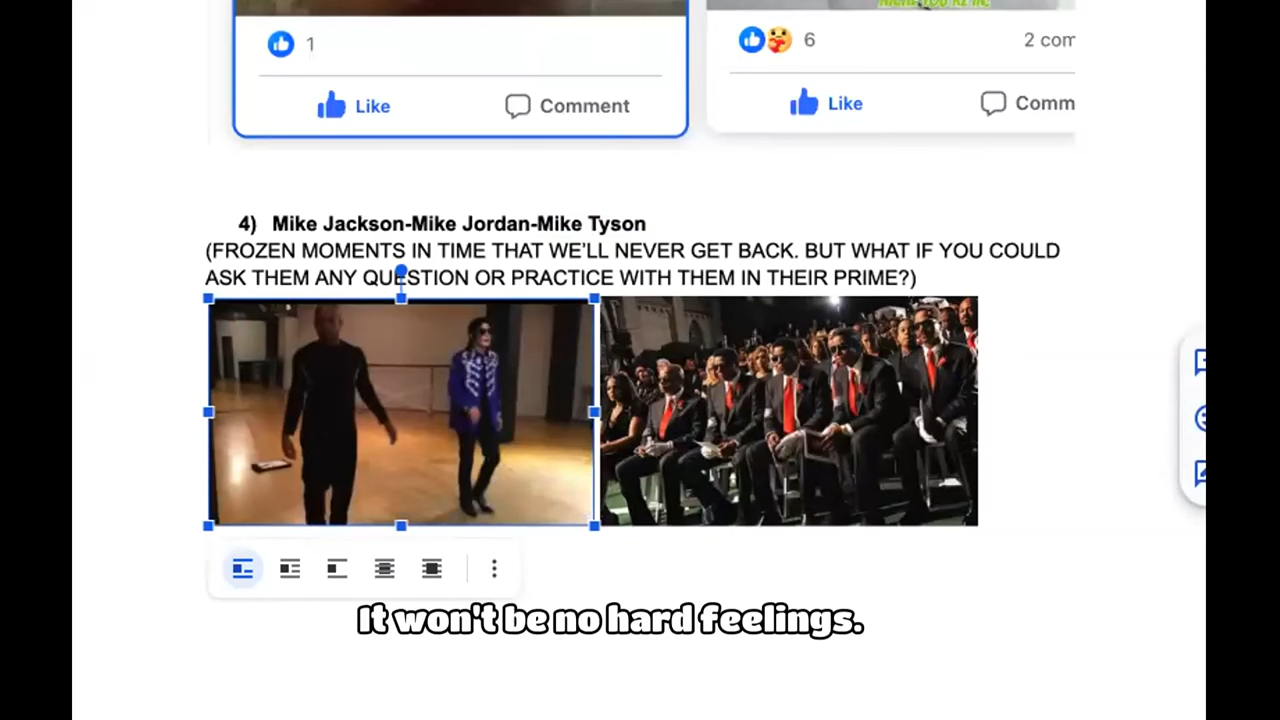 1
6
2 com
Like
Comment
Like
Comm
4) Mike Jackson-Mike Jordan-Mike Tyson
(FROZEN MOMENTS IN TIME THAT WE'LL NEVER GET BACK. BUT WHAT IF YOU COULD
ASK THEM ANY QUESTION OR PRACTICE WITH THEM IN THEIR PRIME?)
It won't be no hard feelings.